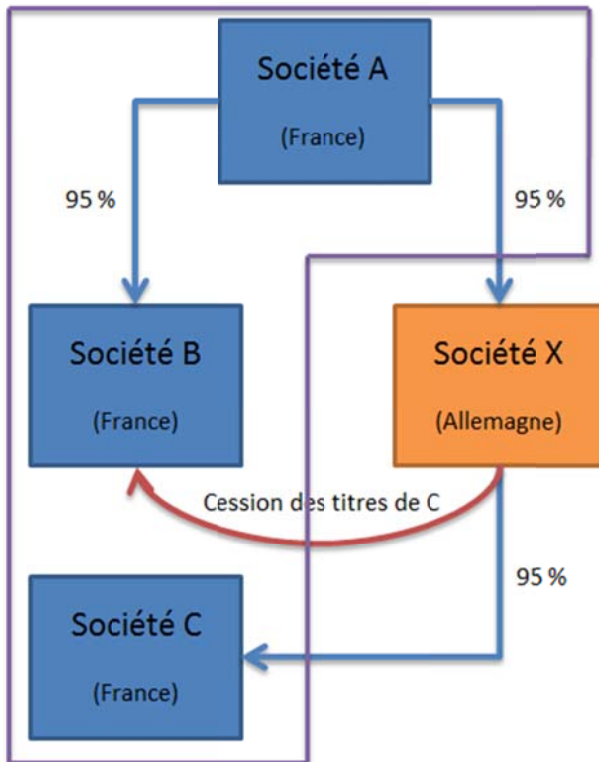 Société A
(France)
95 %
95 %
Société B
(France)
Société X
(Allemagne)
Cession des titres de C
95 %
Société C
(France)